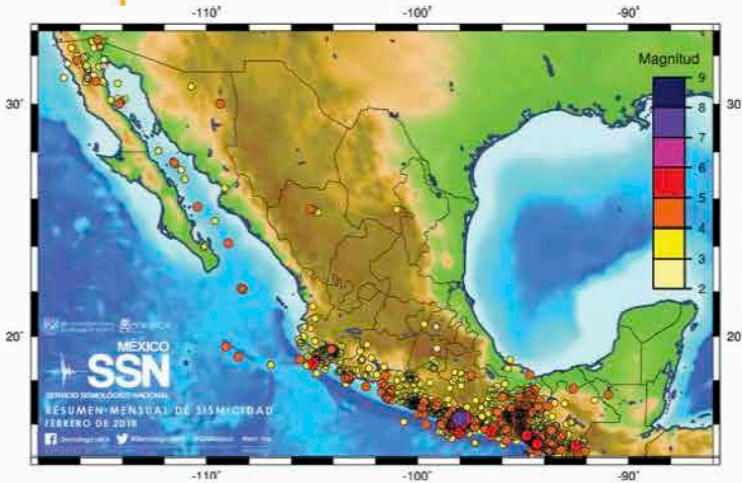 -110° -100° -90°
Magnitud
9
8
7
6
5
4
3
2
30° 30°
20° 20°
MÉXICO
SSN
SERVICIO SISMOLÓGICO NACIONAL
RESUMEN MENSUAL DE SISMICIDAD
FEBRERO DE 2018
-110° -100° -90°